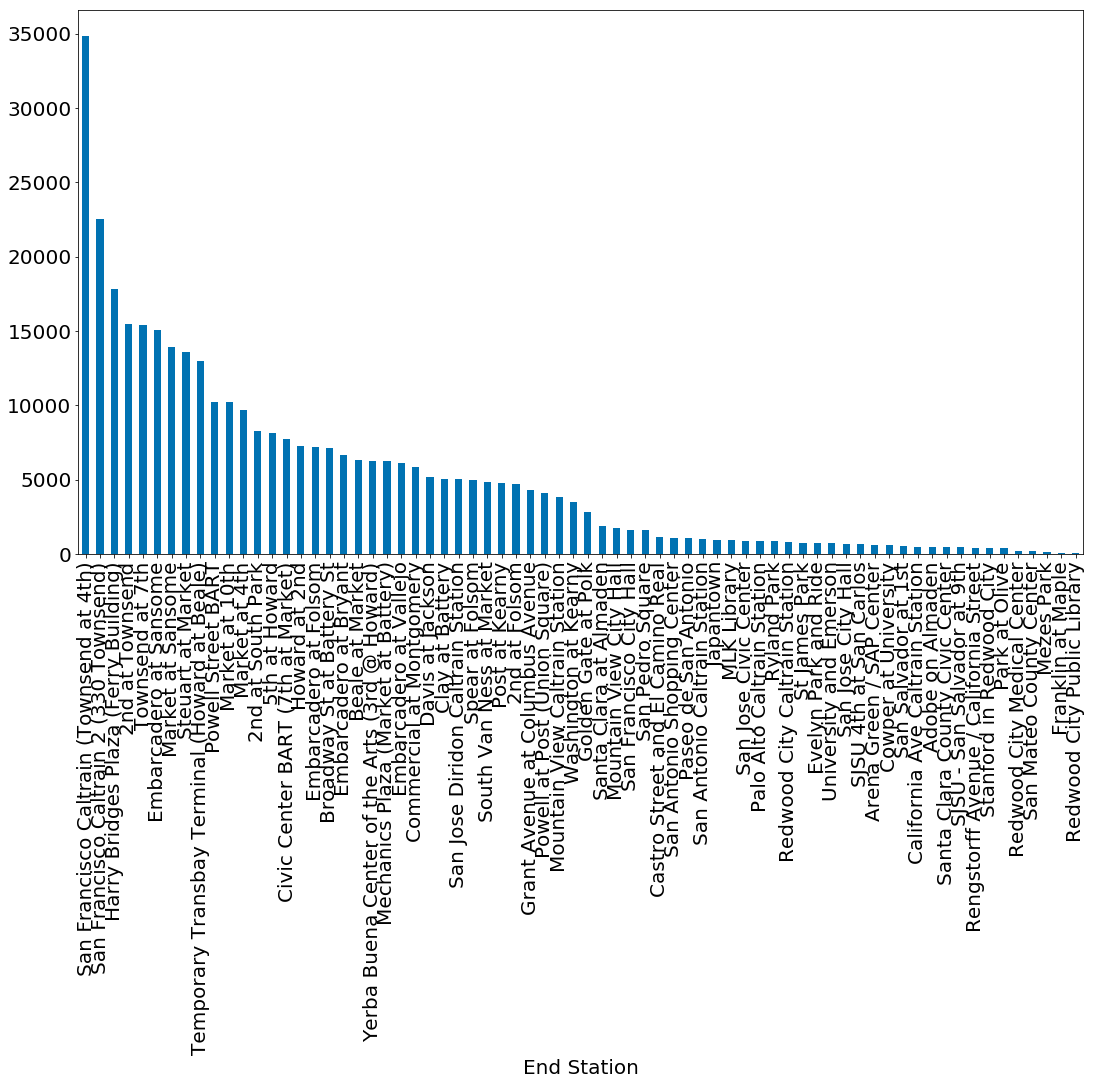 35000
30000
25000
20000
15000
10000
5000
0
San Francisco Caltrain (Townsend at 4th)
San Francisco Caltrain 2 (330 Townsend)
Harry Bridges Plaza (Ferry Building)
2nd at Townsend
Townsend at 7th
Embarcadero at Sansome
Market at Sansome
Steuart at Market
Temporary Transbay Terminal (Howard at Beale)
Powell Street BART
Market at 10th
Market at 4th
2nd at South Park
5th at Howard
Civic Center BART (7th at Market)
Howard at 2nd
Embarcadero at Folsom
Broadway St at Battery St
Embarcadero at Bryant
Beale at Market
Yerba Buena Center of the Arts (3rd @ Howard)
Mechanics Plaza (Market at Battery)
Embarcadero at Vallejo
Commercial at Montgomery
Davis at Jackson
Clay at Battery
San Jose Diridon Caltrain Station
Spear at Folsom
South Van Ness at Market
Post at Kearny
2nd at Folsom
Grant Avenue at Columbus Avenue
Powell at Post (Union Square)
Mountain View Caltrain Station
Washington at Kearny
Golden Gate at Polk
Santa Clara at Almaden
Mountain View City Hall
San Francisco City Hall
San Pedro Square
Castro Street and El Camino Real
San Antonio Shopping Center
Paseo de San Antonio
San Antonio Caltrain Station
Japantown
MLK Library
San Jose Civic Center
Palo Alto Caltrain Station
Ryland Park
Redwood City Caltrain Station
St James Park
Evelyn Park and Ride
University and Emerson
San Jose City Hall
SJSU 4th at San Carlos
Arena Green / SAP Center
Cowper at University
San Salvador at 1st
California Ave Caltrain Station
Adobe on Almaden
Santa Clara County Civic Center
SJSU - San Salvador at 9th
Rengstorff Avenue / California Street
Stanford in Redwood City
Park at Olive
Redwood City Medical Center
San Mateo County Center
Mezes Park
Franklin at Maple
Redwood City Public Library
End Station